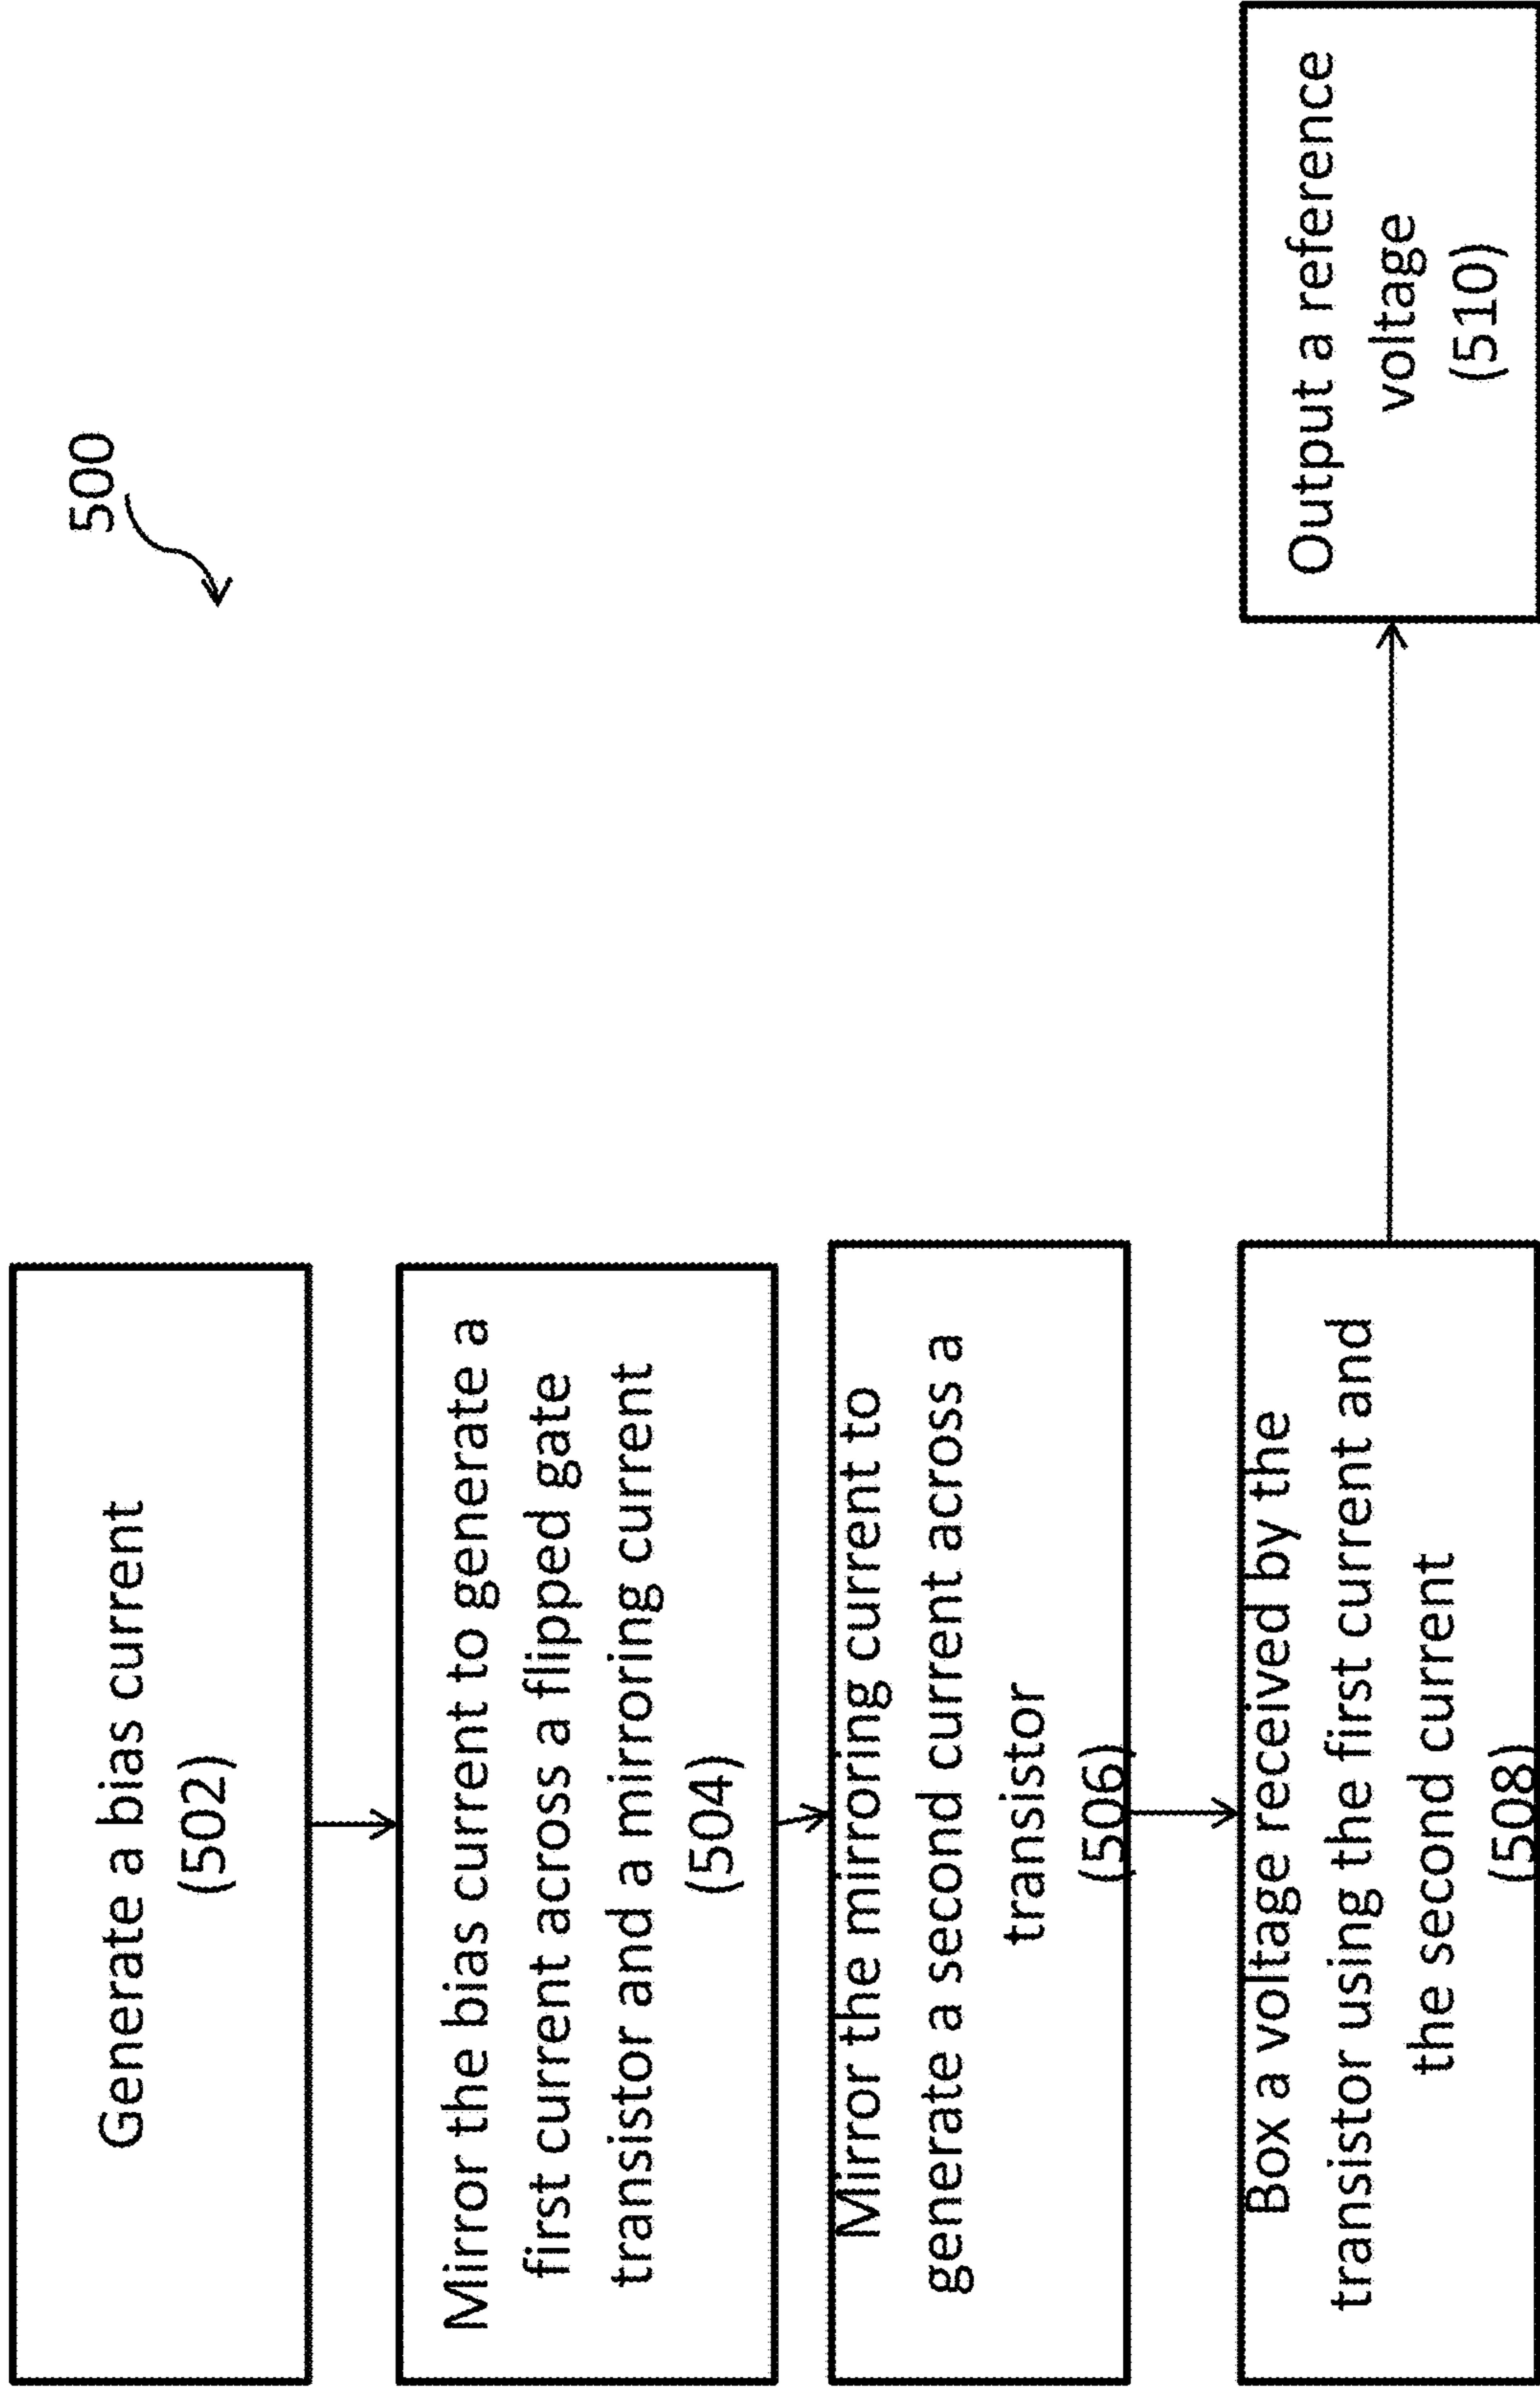 500
Generate a bias current
(502)
Mirror the bias current to generate a
first current across a flipped gate
transistor and a mirroring current
(504)
Mirror the mirroring current to
generate a second current across a
transistor
(506)
Box a voltage received by the
transistor using the first current and
the second current
(508)
Output a reference
voltage
(510)